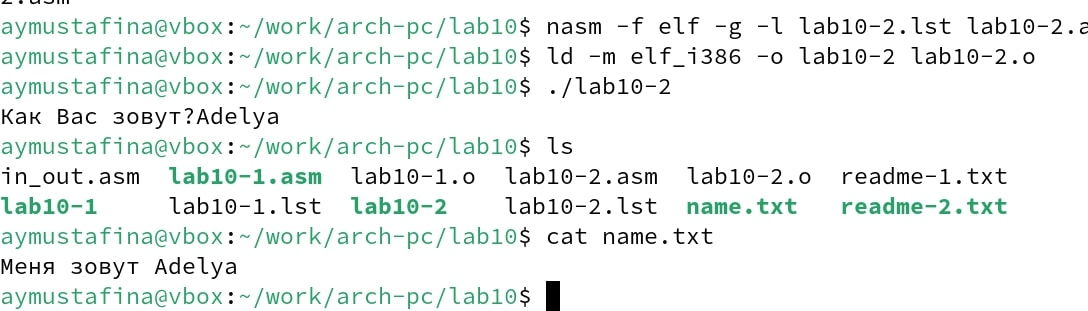 2.asm
aymustafina@vbox:~/work/arch-pc/lab10$ nasm -f elf -g -l lab10-2.lst lab10-2.a
aymustafina@vbox:~/work/arch-pc/lab10$ ld -m elf_i386 -o lab10-2 lab10-2.o
aymustafina@vbox:~/work/arch-pc/lab10$ ./lab10-2
Как Вас зовут?Adelya
aymustafina@vbox:~/work/arch-pc/lab10$ ls
in_out.asm  lab10-1.asm  lab10-1.o  lab10-2.asm  lab10-2.o  readme-1.txt
lab10-1  lab10-1.lst  lab10-2  lab10-2.lst  name.txt  readme-2.txt
aymustafina@vbox:~/work/arch-pc/lab10$ cat name.txt
Меня зовут Adelya
aymustafina@vbox:~/work/arch-pc/lab10$